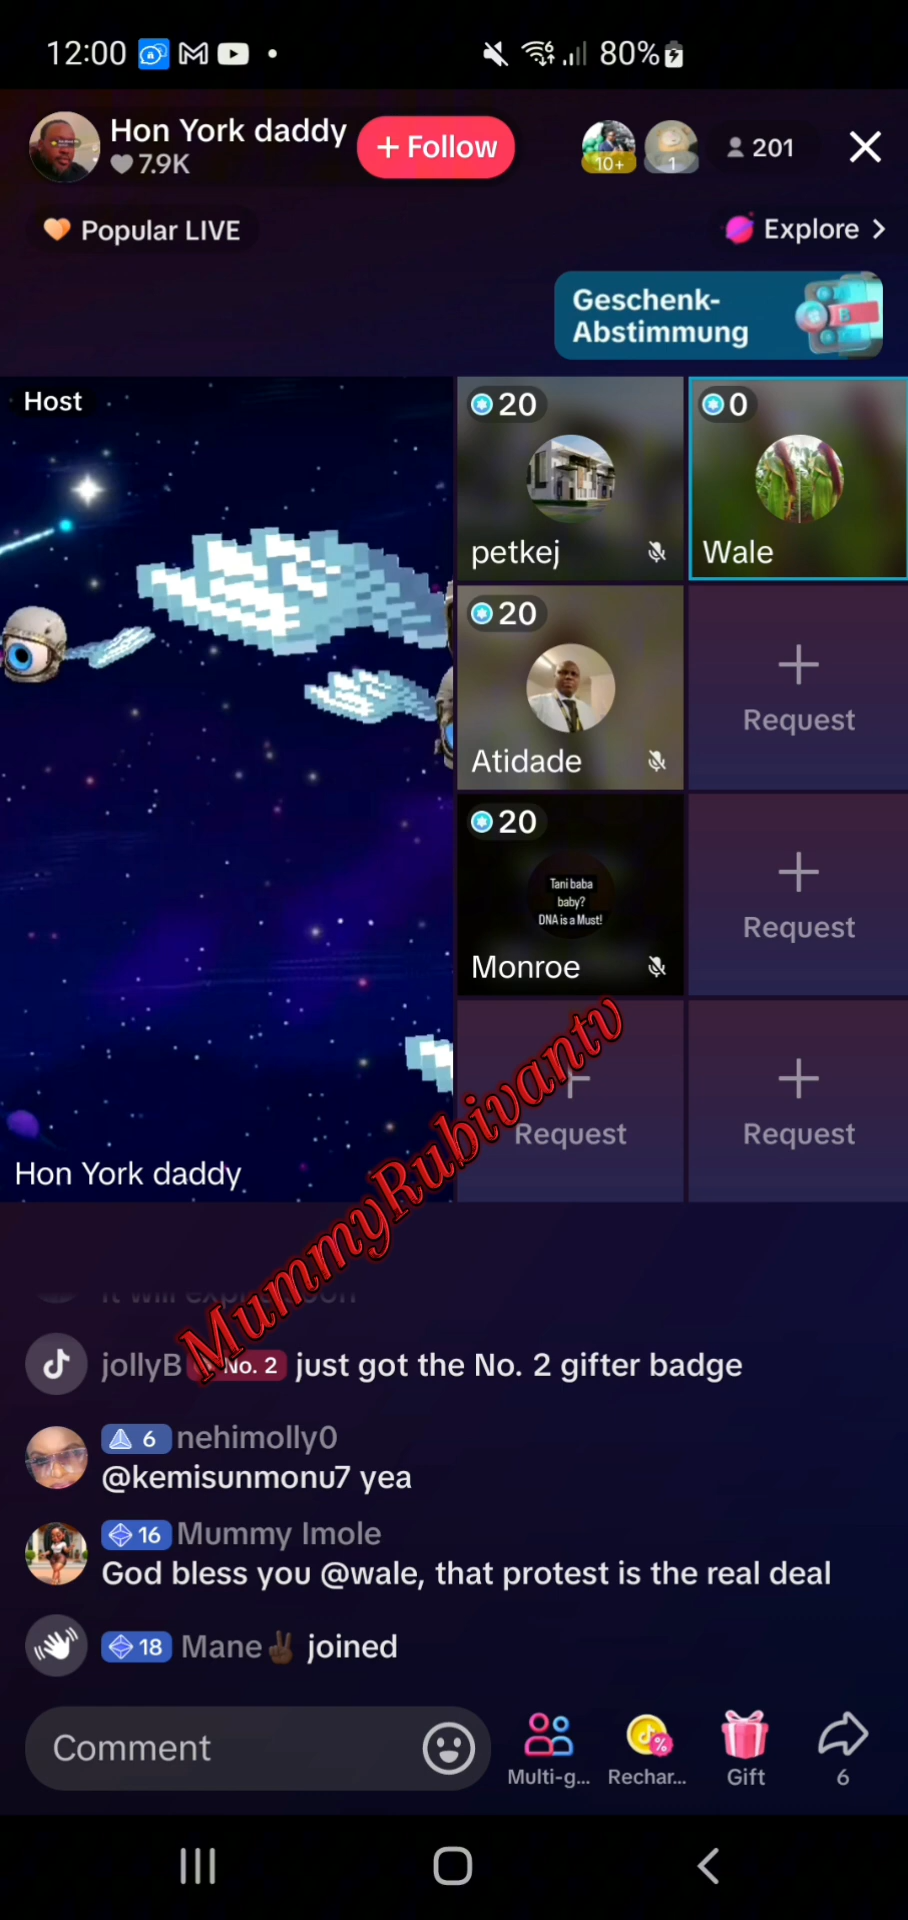 12:00
80%
Hon York daddy
7.9K
+ Follow
10+
1
201
Popular LIVE
Explore >
Geschenk-
Abstimmung
Host
20
petkej
0
Wale
20
Atidade
Request
20
Tani baba
baby?
DNA is a Must!
Monroe
Request
Request
Request
Hon York daddy
MummyRubivantv
jollyB No. 2 just got the No. 2 gifter badge
6 nehimolly0
@kemisunmonu7 yea
16 Mummy Imole
God bless you @wale, that protest is the real deal
18 Mane✌🏿 joined
Comment
Multi-g...
Rechar...
Gift
6